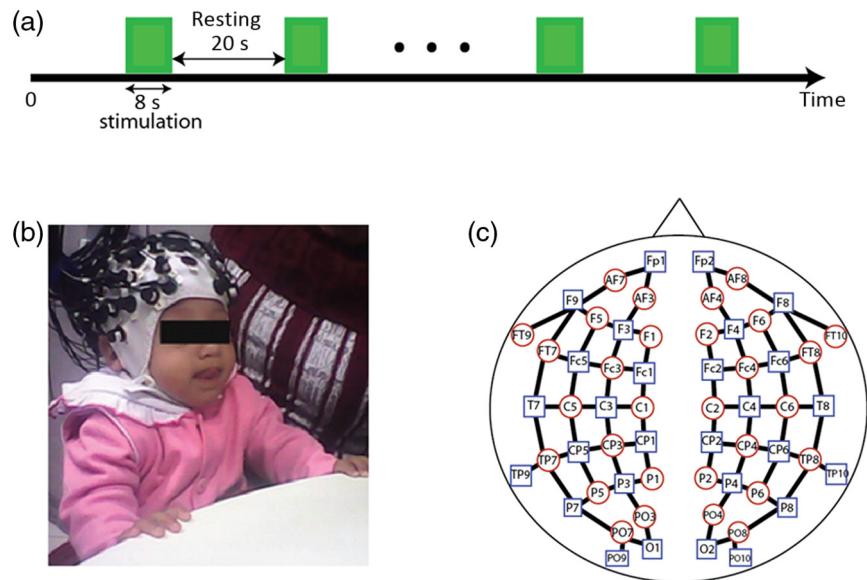 (a)
Resting
20 s
0
8 s
stimulation
Time
(b)
(c)
Fp1 Fp2
AF7 AF8
F9 AF3 AF4 F8
F5 F6
FT9 F3 F1 F2 F4 FT10
FT7 FT8
Fc5 Fc3 Fc1 Fc2 Fc4 Fc6
T7 C5 C3 C1 C2 C4 C6 T8
CP5 CP3 CP1 CP2 CP4 CP6
TP9 TP7 TP8 TP10
P5 P3 P1 P2 P4 P6
P7 P8
PO7 PO3 PO4 PO8
PO9 O1 O2 PO10